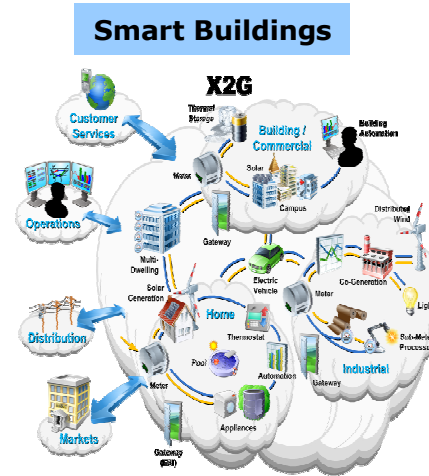 Smart Buildings
X2G
Customer
Services
Thermal
Storage
Building /
Commercial
Building
Automation
Meter
Solar
Campus
Operations
Gateway
Distributed
Wind
Multi-
Dwelling
Electric
Vehicle
Meter
Co-Generation
Solar
Generation
Home
Thermostat
Distribution
Pool
Industrial
Automation
Gateway
Meter
Appliances
Markets
Gateway